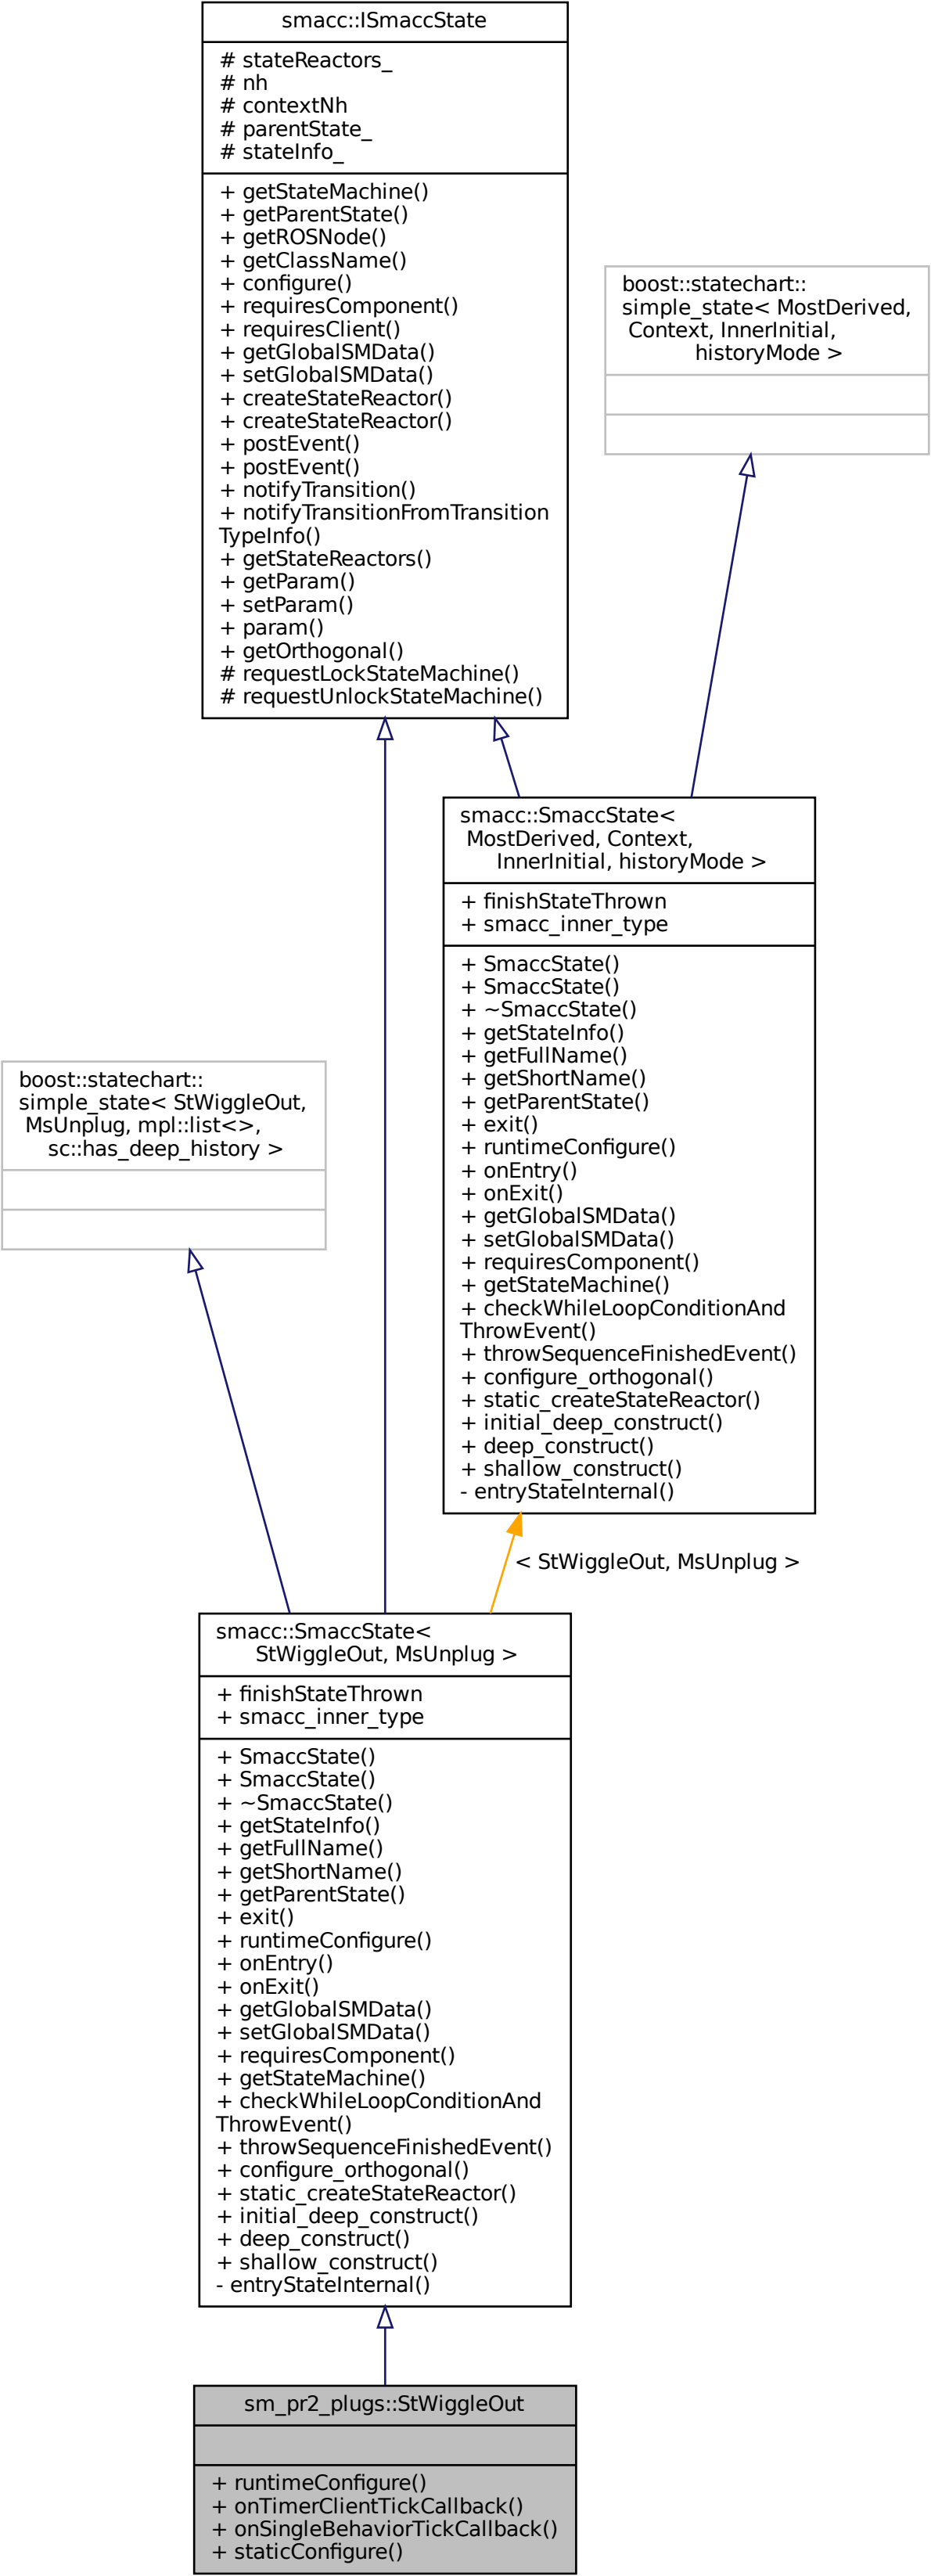 smacc::ISmaccState
# stateReactors_
# nh
# contextNh
# parentState_
# stateInfo_
+ getStateMachine()
+ getParentState()
+ getROSNode()
+ getClassName()
+ configure()
+ requiresComponent()
+ requiresClient()
+ getGlobalSMData()
+ setGlobalSMData()
+ createStateReactor()
+ createStateReactor()
+ postEvent()
+ postEvent()
+ notifyTransition()
+ notifyTransitionFromTransition
TypeInfo()
+ getStateReactors()
+ getParam()
+ setParam()
+ param()
+ getOrthogonal()
# requestLockStateMachine()
# requestUnlockStateMachine()
boost::statechart::
simple_state< MostDerived,
Context, InnerInitial,
historyMode >
smacc::SmaccState<
MostDerived, Context,
InnerInitial, historyMode >
+ finishStateThrown
+ smacc_inner_type
+ SmaccState()
+ SmaccState()
+ ~SmaccState()
+ getStateInfo()
+ getFullName()
+ getShortName()
+ getParentState()
+ exit()
+ runtimeConfigure()
+ onEntry()
+ onExit()
+ getGlobalSMData()
+ setGlobalSMData()
+ requiresComponent()
+ getStateMachine()
+ checkWhileLoopConditionAnd
ThrowEvent()
+ throwSequenceFinishedEvent()
+ configure_orthogonal()
+ static_createStateReactor()
+ initial_deep_construct()
+ deep_construct()
+ shallow_construct()
- entryStateInternal()
boost::statechart::
simple_state< StWiggleOut,
MsUnplug, mpl::list<>,
sc::has_deep_history >
< StWiggleOut, MsUnplug >
smacc::SmaccState<
StWiggleOut, MsUnplug >
+ finishStateThrown
+ smacc_inner_type
+ SmaccState()
+ SmaccState()
+ ~SmaccState()
+ getStateInfo()
+ getFullName()
+ getShortName()
+ getParentState()
+ exit()
+ runtimeConfigure()
+ onEntry()
+ onExit()
+ getGlobalSMData()
+ setGlobalSMData()
+ requiresComponent()
+ getStateMachine()
+ checkWhileLoopConditionAnd
ThrowEvent()
+ throwSequenceFinishedEvent()
+ configure_orthogonal()
+ static_createStateReactor()
+ initial_deep_construct()
+ deep_construct()
+ shallow_construct()
- entryStateInternal()
sm_pr2_plugs::StWiggleOut
+ runtimeConfigure()
+ onTimerClientTickCallback()
+ onSingleBehaviorTickCallback()
+ staticConfigure()